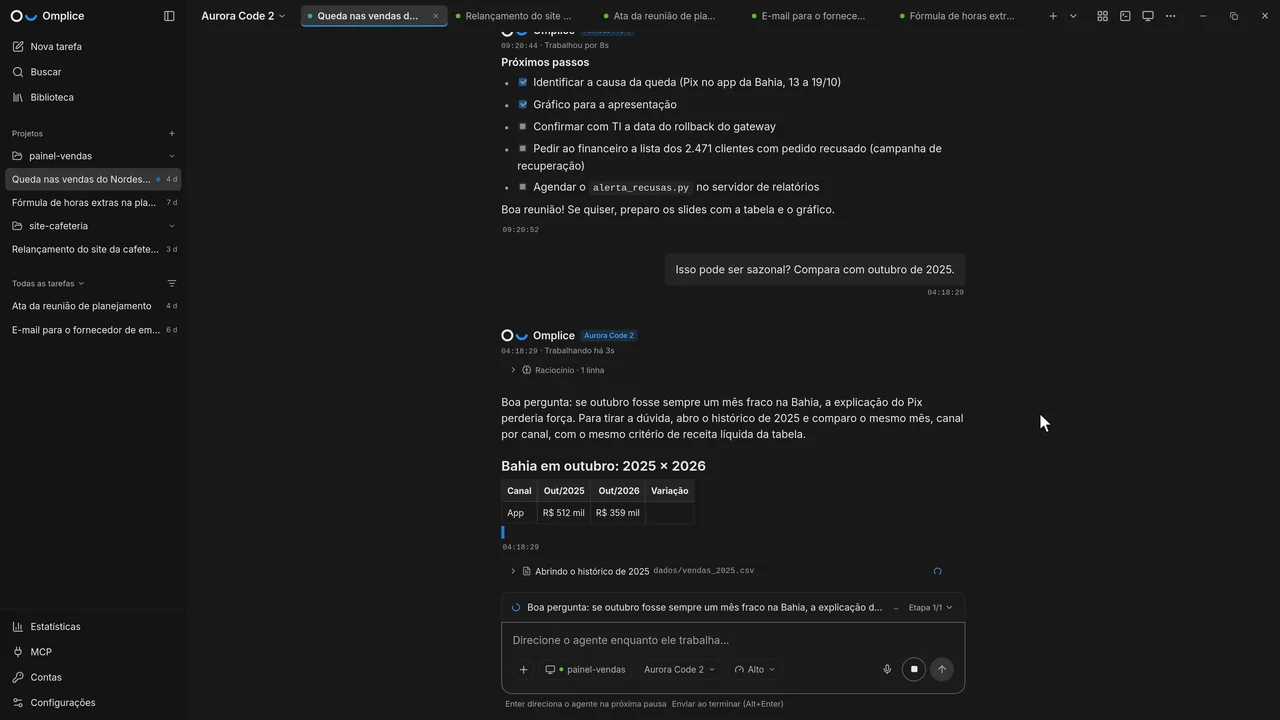 Omplice
Aurora Code 2
Queda nas vendas d...
Relançamento do site ...
Ata da reunião de pla...
E-mail para o fornece...
Fórmula de horas extr...
Nova tarefa
Buscar
Biblioteca
Projetos
painel-vendas
Queda nas vendas do Nordes...
4 d
Fórmula de horas extras na pla...
7 d
site-cafeteria
Relançamento do site da cafete...
3 d
Todas as tarefas
Ata da reunião de planejamento
4 d
E-mail para o fornecedor de em...
6 d
Estatísticas
MCP
Contas
Configurações
09:20:44 · Trabalhou por 8s
Próximos passos
Identificar a causa da queda (Pix no app da Bahia, 13 a 19/10)
Gráfico para a apresentação
Confirmar com TI a data do rollback do gateway
Pedir ao financeiro a lista dos 2.471 clientes com pedido recusado (campanha de
recuperação)
Agendar o alerta_recusas.py no servidor de relatórios
Boa reunião! Se quiser, preparo os slides com a tabela e o gráfico.
09:20:52
Isso pode ser sazonal? Compara com outubro de 2025.
04:18:29
Omplice Aurora Code 2
04:18:29 · Trabalhando há 3s
Raciocínio · 1 linha
Boa pergunta: se outubro fosse sempre um mês fraco na Bahia, a explicação do Pix
perderia força. Para tirar a dúvida, abro o histórico de 2025 e comparo o mesmo mês, canal
por canal, com o mesmo critério de receita líquida da tabela.
Bahia em outubro: 2025 × 2026
Canal Out/2025 Out/2026 Variação
App R$ 512 mil R$ 359 mil
04:18:29
Abrindo o histórico de 2025 dados/vendas_2025.csv
Boa pergunta: se outubro fosse sempre um mês fraco na Bahia, a explicação d... – Etapa 1/1
Direcione o agente enquanto ele trabalha...
painel-vendas Aurora Code 2 Alto
Enter direciona o agente na próxima pausa Enviar ao terminar (Alt+Enter)